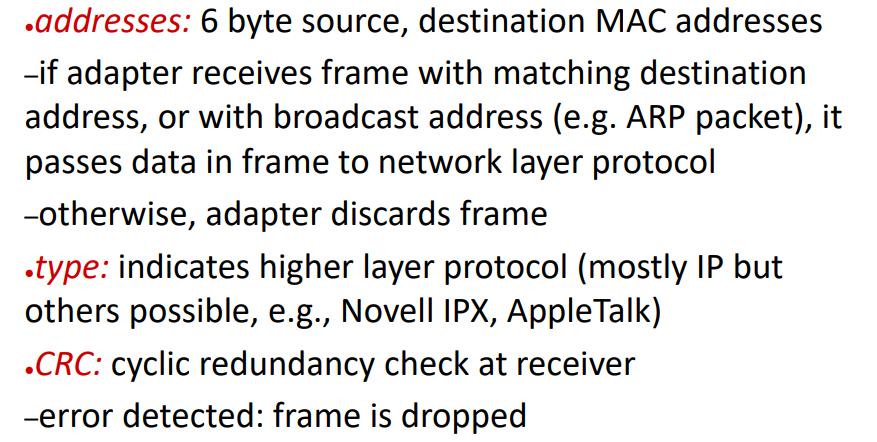 •addresses: 6 byte source, destination MAC addresses
–if adapter receives frame with matching destination
address, or with broadcast address (e.g. ARP packet), it
passes data in frame to network layer protocol
–otherwise, adapter discards frame
•type: indicates higher layer protocol (mostly IP but
others possible, e.g., Novell IPX, AppleTalk)
•CRC: cyclic redundancy check at receiver
–error detected: frame is dropped